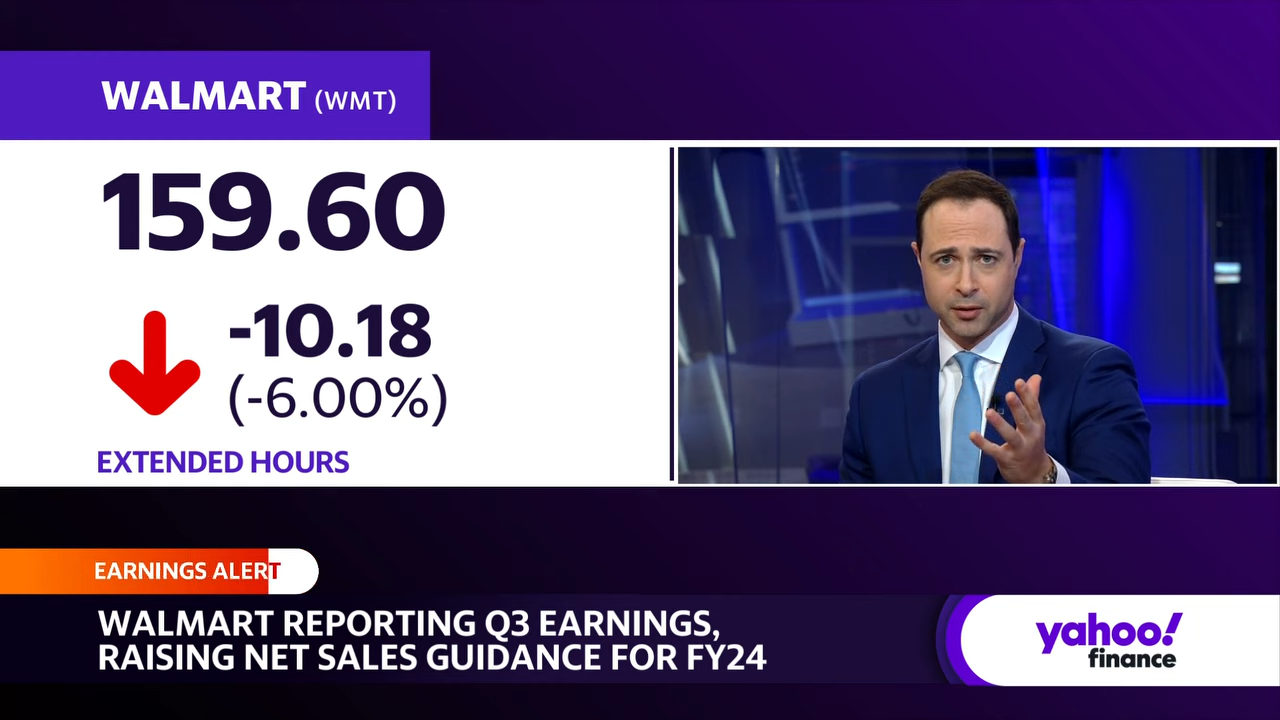 WALMART (WMT)
159.60
-10.18
(-6.00%)
EXTENDED HOURS
EARNINGS ALERT
WALMART REPORTING Q3 EARNINGS,
RAISING NET SALES GUIDANCE FOR FY24
yahoo!
finance